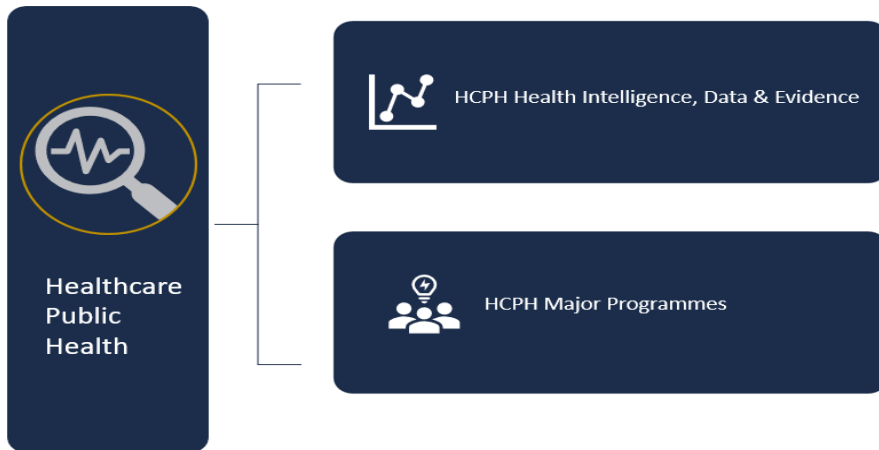 Healthcare
Public
Health
HCPH Health Intelligence, Data & Evidence
HCPH Major Programmes